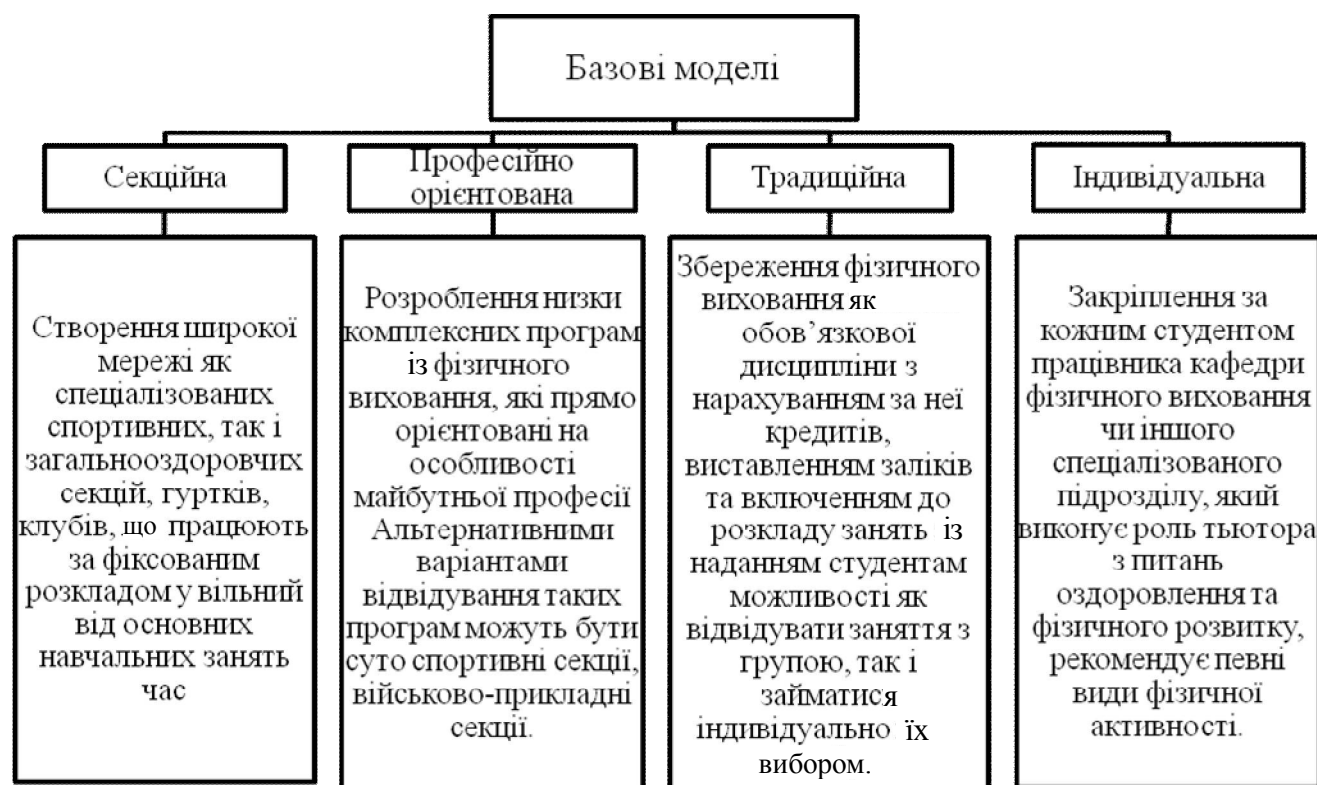 Базові моделі
Секційна
Професійно
орієнтована
Традиційна
Індивідуальна
Створення широкої
мережі як
спеціалізованих
спортивних, так і
загальнооздоровчих
секцій, гуртків,
клубів, що працюють
за фіксованим
розкладом у вільний
від основних
навчальних занять
час
Розроблення низки
комплексних програм
із фізичного
виховання, які прямо
орієнтовані на
особливості
майбутньої професії
Альтернативними
варіантами
відвідування таких
програм можуть бути
суто спортивні секції,
військово-прикладні
секції.
Збереження фізичного
виховання як
обов’язкової
дисципліни з
нарахуванням за неї
кредитів,
виставленням заліків
та включенням до
розкладу занять із
наданням студентам
можливості як
відвідувати заняття з
групою, так і
займатися
індивідуально їх
вибором.
Закріплення за
кожним студентом
працівника кафедри
фізичного виховання
чи іншого
спеціалізованого
підрозділу, який
виконує роль тьютора
з питань
оздоровлення та
фізичного розвитку,
рекомендує певні
види фізичної
активності.